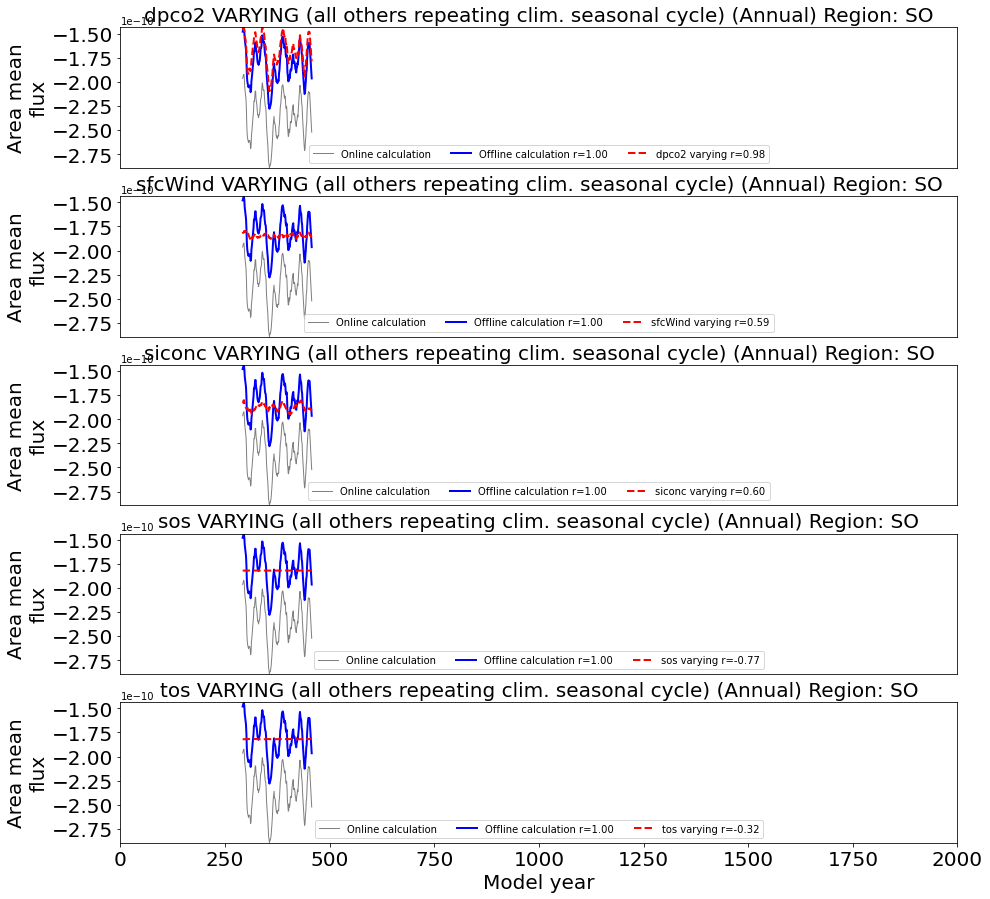 dpco2 VARYING (all others repeating clim. seasonal cycle) (Annual) Region: SO
1e−10
−1.50
−1.75
−2.00
−2.25
−2.50
−2.75
Area mean
flux
Online calculation Offline calculation r=1.00 dpco2 varying r=0.98
sfcWind VARYING (all others repeating clim. seasonal cycle) (Annual) Region: SO
1e−10
−1.50
−1.75
−2.00
−2.25
−2.50
−2.75
Area mean
flux
Online calculation Offline calculation r=1.00 sfcWind varying r=0.59
siconc VARYING (all others repeating clim. seasonal cycle) (Annual) Region: SO
1e−10
−1.50
−1.75
−2.00
−2.25
−2.50
−2.75
Area mean
flux
Online calculation Offline calculation r=1.00 siconc varying r=0.60
sos VARYING (all others repeating clim. seasonal cycle) (Annual) Region: SO
1e−10
−1.50
−1.75
−2.00
−2.25
−2.50
−2.75
Area mean
flux
Online calculation Offline calculation r=1.00 sos varying r=-0.77
tos VARYING (all others repeating clim. seasonal cycle) (Annual) Region: SO
1e−10
−1.50
−1.75
−2.00
−2.25
−2.50
−2.75
Area mean
flux
Online calculation Offline calculation r=1.00 tos varying r=-0.32
0 250 500 750 1000 1250 1500 1750 2000
Model year